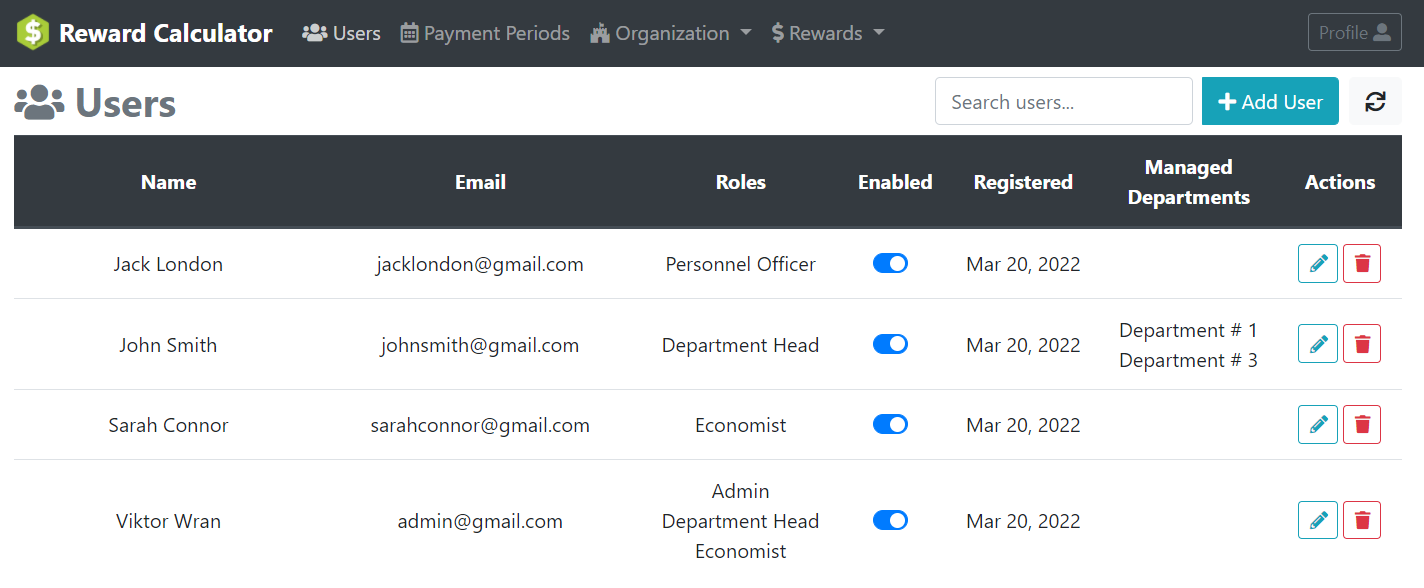 Reward Calculator Users Payment Periods Organization Rewards Profile
Users Search users... Add User
Name Email Roles Enabled Registered Managed Departments Actions
Jack London jacklondon@gmail.com Personnel Officer Mar 20, 2022
John Smith johnsmith@gmail.com Department Head Mar 20, 2022 Department # 1
Department # 3
Sarah Connor sarahconnor@gmail.com Economist Mar 20, 2022
Viktor Wran admin@gmail.com Admin
Department Head Mar 20, 2022
Economist